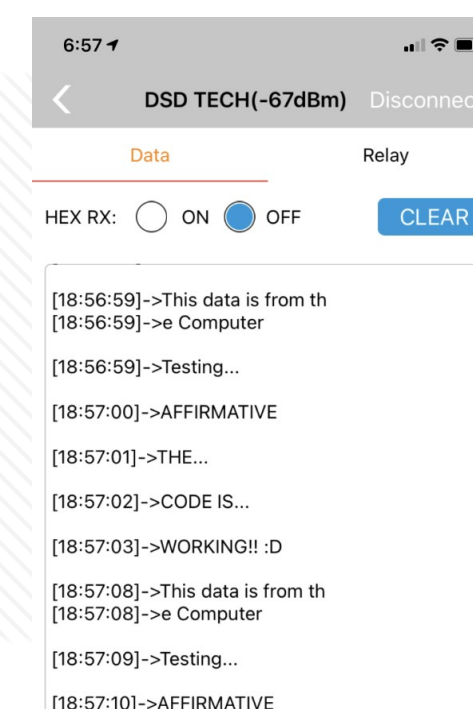 6:57
DSD TECH(-67dBm) Disconnec
Data Relay
HEX RX: ON OFF CLEAR
[18:56:59]->This data is from th
[18:56:59]->e Computer
[18:56:59]->Testing...
[18:57:00]->AFFIRMATIVE
[18:57:01]->THE...
[18:57:02]->CODE IS...
[18:57:03]->WORKING!! :D
[18:57:08]->This data is from th
[18:57:08]->e Computer
[18:57:09]->Testing...
[18:57:10]->AFFIRMATIVE